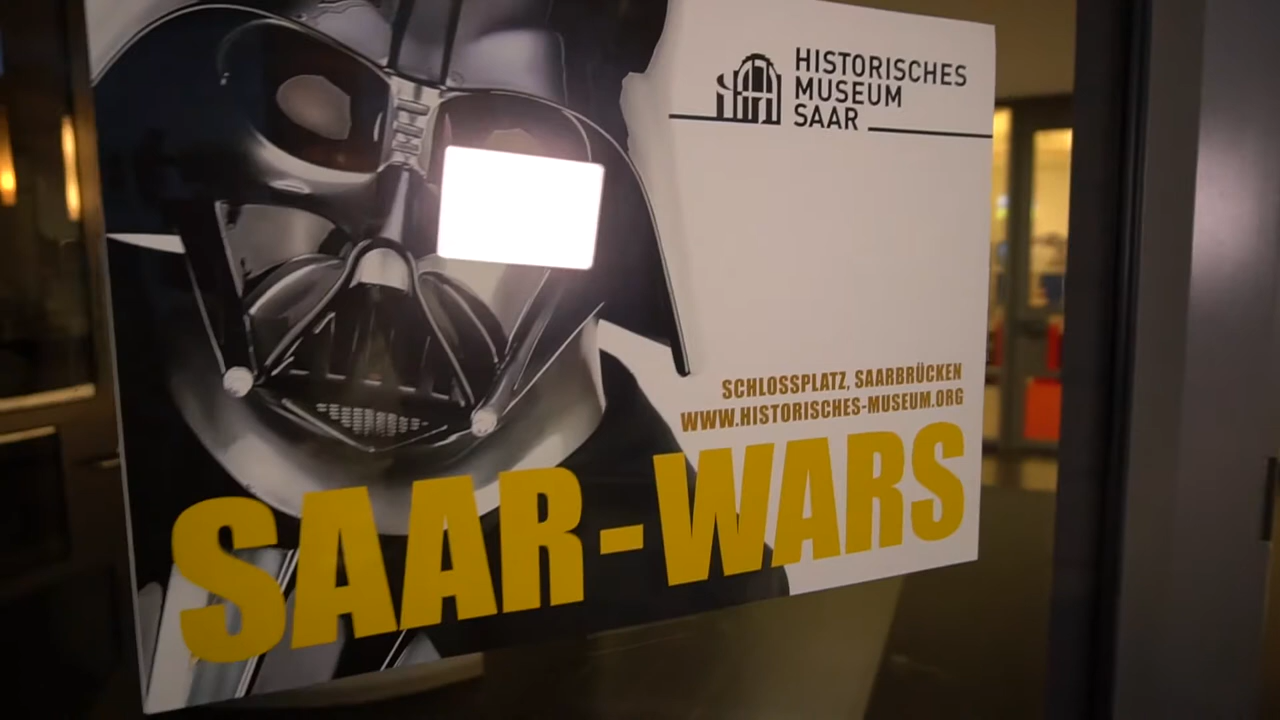 HISTORISCHES
MUSEUM
SAAR
SCHLOSSPLATZ, SAARBRÜCKEN
WWW.HISTORISCHES-MUSEUM.ORG
SAAR-WARS